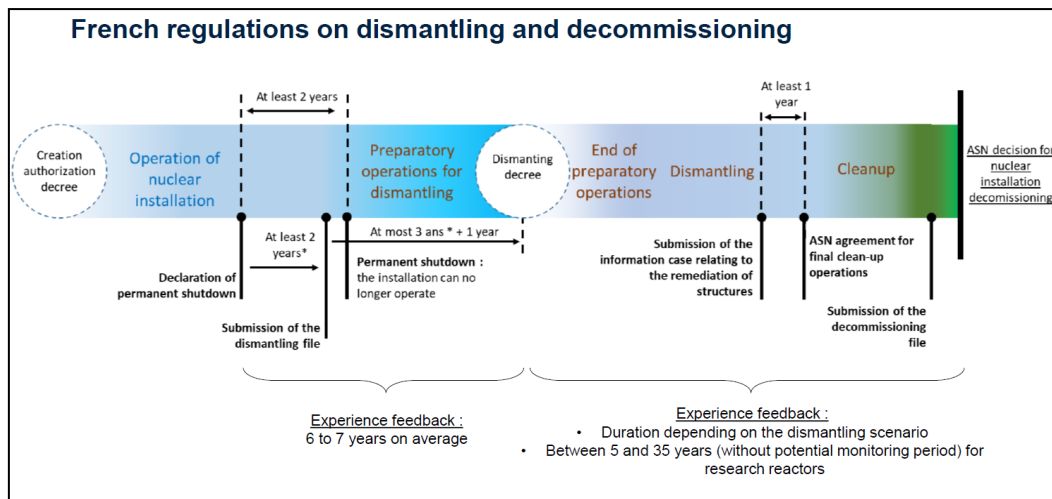 French regulations on dismantling and decommissioning
At least 2 years
At least 1
year
Creation
authorization
decree
Operation of
nuclear
installation
Preparatory
operations for
dismantling
Dismanting
decree
End of
preparatory
operations
Dismantling
Cleanup
ASN decision for
nuclear
installation
decomissioning
At least 2
years*
At most 3 ans * + 1 year
Declaration of
permanent shutdown
Permanent shutdown :
the installation can no
longer operate
Submission of the
dismantling file
Submission of the
information case relating to
the remediation of
structures
ASN agreement for
final clean-up
operations
Submission of the
decommissioning
file
Experience feedback :
6 to 7 years on average
Experience feedback :
• Duration depending on the dismantling scenario
• Between 5 and 35 years (without potential monitoring period) for
research reactors